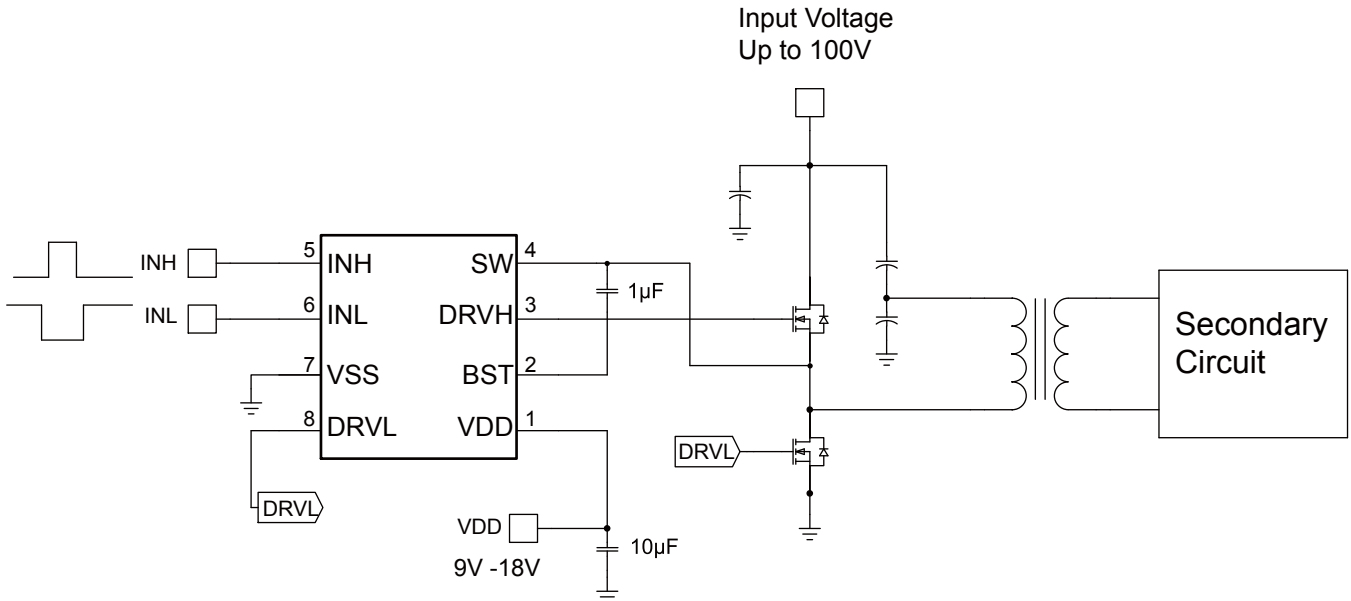 Input Voltage
Up to 100V
INH
5
INH
SW
4
1µF
INL
6
INL
DRVH
3
7
VSS
BST
2
8
DRVL
VDD
1
DRVL
VDD
9V -18V
10µF
DRVL
Secondary
Circuit